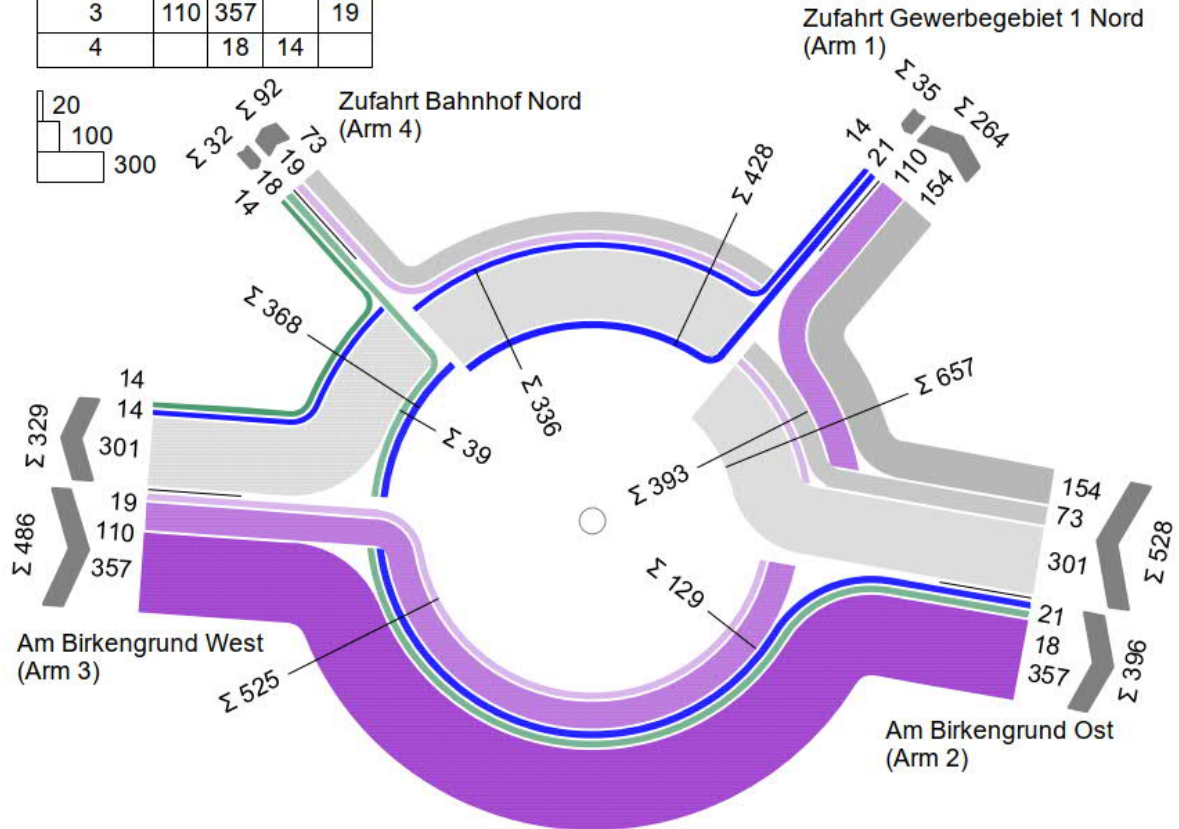 3 110 357 19
4 18 14
20
100
300
Zufahrt Gewerbegebiet 1 Nord
(Arm 1)
Σ 35
Σ 264
14
21
110
154
Zufahrt Bahnhof Nord
(Arm 4)
Σ 92
Σ 32
73
19
18
14
Σ 428
Σ 368
Σ 336
Σ 39
Σ 657
Σ 393
Σ 129
Σ 525
14
14
301
Σ 329
19
110
357
Σ 486
Am Birkengrund West
(Arm 3)
154
73
301
Σ 528
21
18
357
Σ 396
Am Birkengrund Ost
(Arm 2)